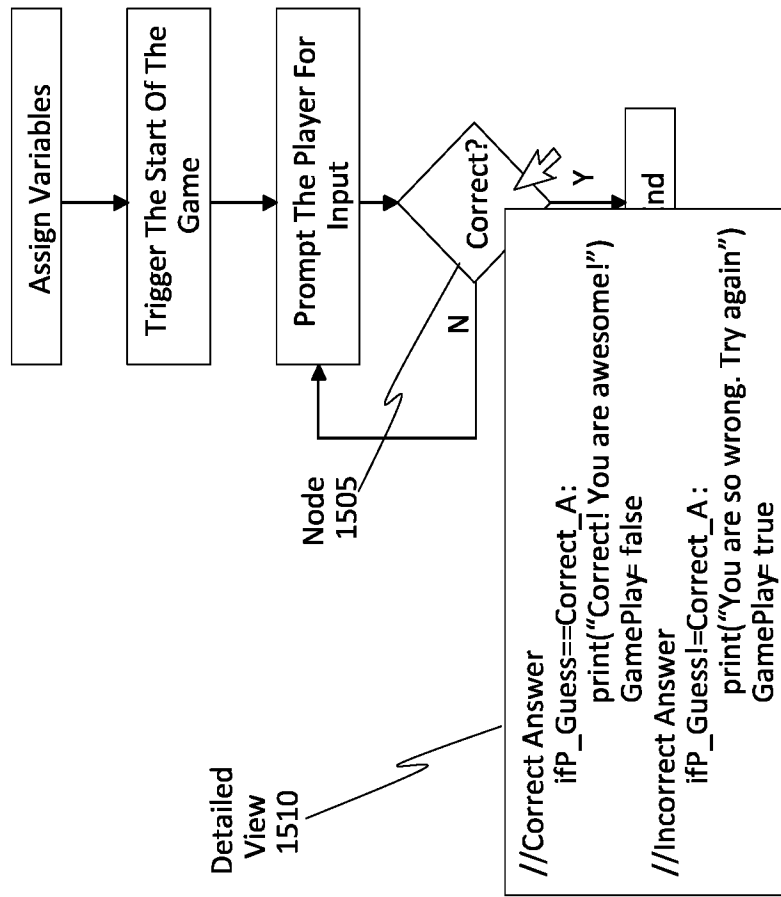 Assign Variables
Trigger The Start Of The
Game
Prompt The Player For
Input
Correct?
N
Y
nd
Node
1505
Detailed
View
1510
//Correct Answer
ifP_Guess==Correct_A:
print(“Correct! You are awesome!”)
GamePlay= false
//Incorrect Answer
ifP_Guess!=Correct_A:
print(“You are so wrong. Try again”)
GamePlay= true